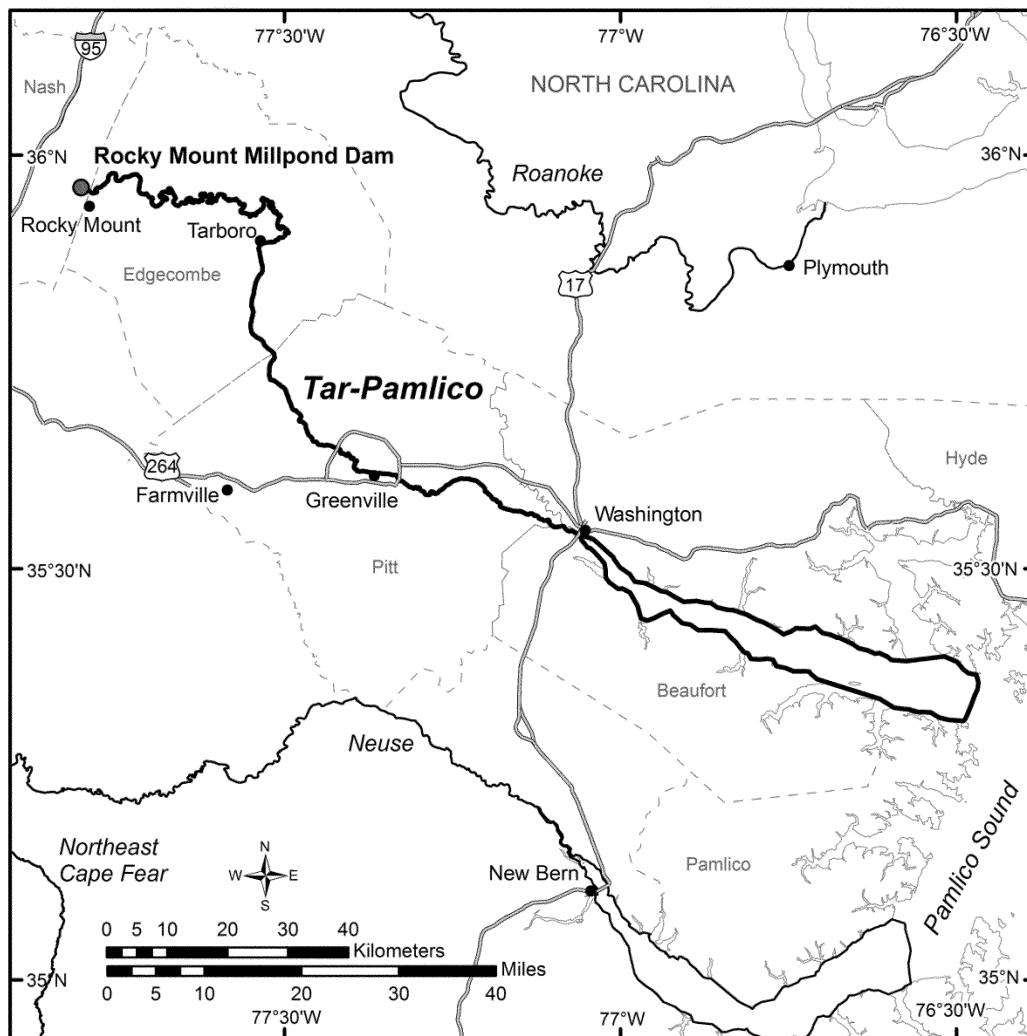 77°30'W
77°W
76°30'W
95
Nash
NORTH CAROLINA
36°N
Rocky Mount Millpond Dam
36°N
Roanoke
Rocky Mount
Tarboro
Edgecombe
Plymouth
17
Tar-Pamlico
264
Hyde
Farmville
Greenville
Washington
35°30'N
Pitt
35°30'N
Beaufort
Neuse
Pamlico Sound
Northeast
Cape Fear
N
W
E
S
Pamlico
New Bern
0 5 10 20 30 40
Kilometers
Miles
0 5 10 20 30 40
35°N
35°N
77°30'W
77°W
76°30'W